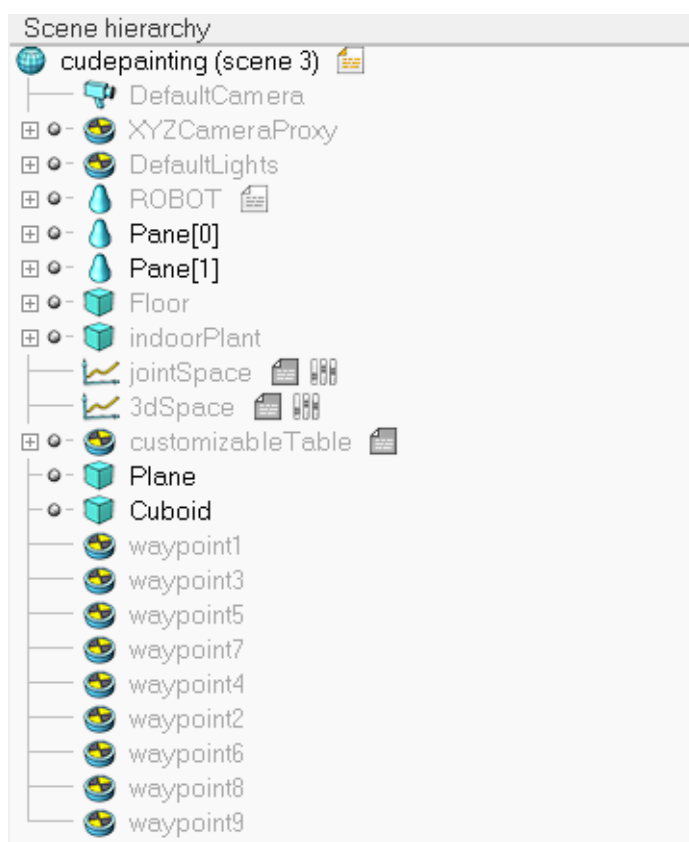 Scene hierarchy
cudepainting (scene 3)
DefaultCamera
XYZCameraProxy
DefaultLights
ROBOT
Pane[0]
Pane[1]
Floor
indoorPlant
jointSpace
3dSpace
customizableTable
Plane
Cuboid
waypoint1
waypoint3
waypoint5
waypoint7
waypoint4
waypoint2
waypoint6
waypoint8
waypoint9